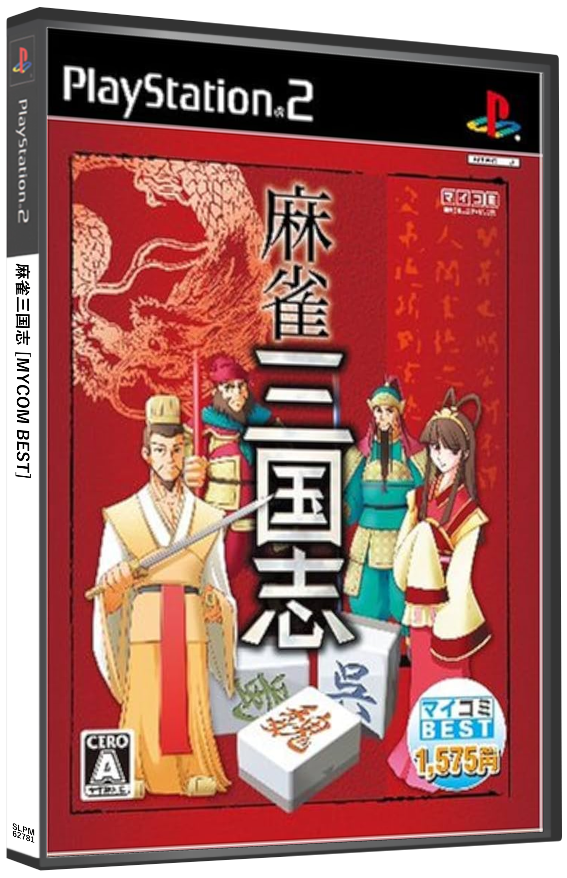 PlayStation.2
麻雀三国志 [MYCOM BEST]
SLPM
62781
PlayStation.2
マイコミ
麻雀
三国志
呉
魏
CERO
A
マイコミ
BEST
1,575円